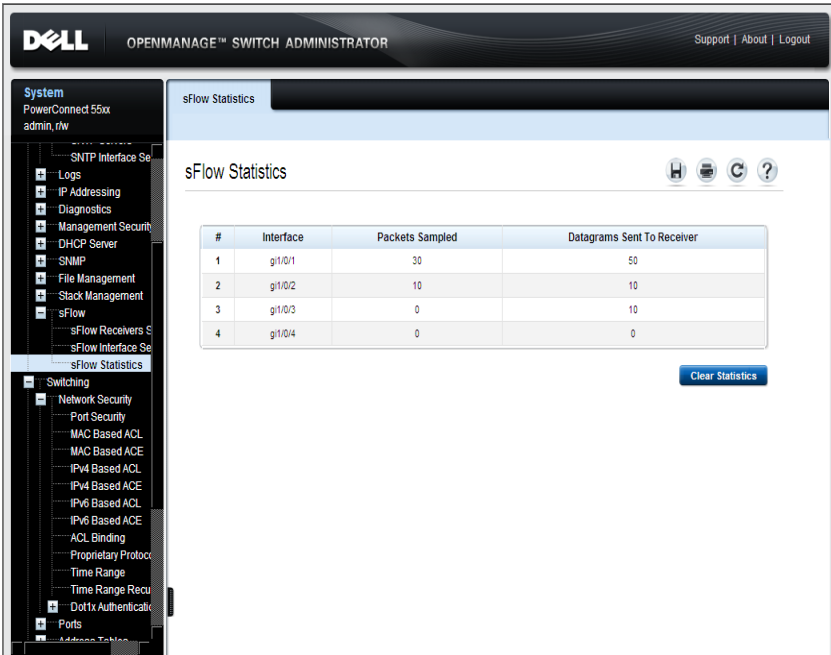 DELL
OPENMANAGE™ SWITCH ADMINISTRATOR
Support | About | Logout
System
PowerConnect 55xx
admin, r/w
SNTP Interface Se
Logs
IP Addressing
Diagnostics
Management Securit
DHCP Server
SNMP
File Management
Stack Management
sFlow
sFlow Receivers S
sFlow Interface Se
sFlow Statistics
Switching
Network Security
Port Security
MAC Based ACL
MAC Based ACE
IPv4 Based ACL
IPv4 Based ACE
IPv6 Based ACL
IPv6 Based ACE
ACL Binding
Proprietary Protoco
Time Range
Time Range Recu
Dot1x Authenticatio
Ports
Address Tables
sFlow Statistics
sFlow Statistics
# Interface Packets Sampled Datagrams Sent To Receiver
1 gi1/0/1 30 50
2 gi1/0/2 10 10
3 gi1/0/3 0 10
4 gi1/0/4 0 0
Clear Statistics